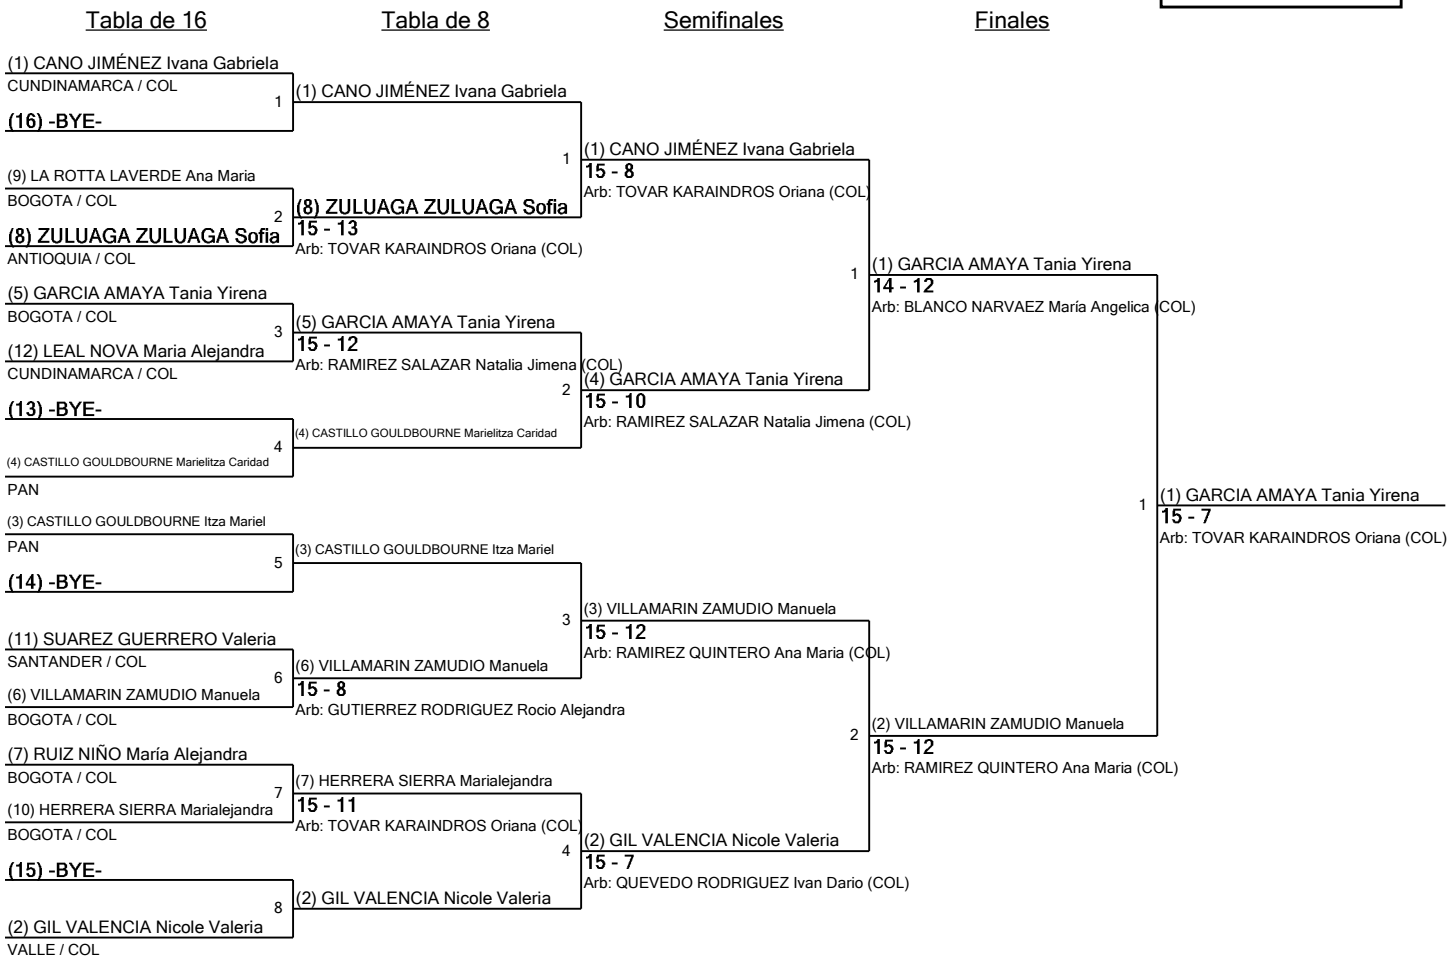 Tabla de 16
Tabla de 8
Semifinales
Finales
(1) CANO JIMÉNEZ Ivana Gabriela
CUNDINAMARCA / COL
1
(16) -BYE-
(9) LA ROTTA LAVERDE Ana Maria
BOGOTA / COL
2
(8) ZULUAGA ZULUAGA Sofia
ANTIOQUIA / COL
(5) GARCIA AMAYA Tania Yirena
BOGOTA / COL
3
(12) LEAL NOVA Maria Alejandra
CUNDINAMARCA / COL
(13) -BYE-
4
(4) CASTILLO GOULDBOURNE Marielitza Caridad
PAN
(3) CASTILLO GOULDBOURNE Itza Mariel
PAN
5
(14) -BYE-
(11) SUAREZ GUERRERO Valeria
SANTANDER / COL
6
(6) VILLAMARIN ZAMUDIO Manuela
BOGOTA / COL
(7) RUIZ NIÑO María Alejandra
BOGOTA / COL
7
(10) HERRERA SIERRA Marialejandra
BOGOTA / COL
(15) -BYE-
8
(2) GIL VALENCIA Nicole Valeria
VALLE / COL
(1) CANO JIMÉNEZ Ivana Gabriela
1
(8) ZULUAGA ZULUAGA Sofia
15 - 13
Arb: TOVAR KARAINDROS Oriana (COL)
(5) GARCIA AMAYA Tania Yirena
15 - 12
Arb: RAMIREZ SALAZAR Natalia Jimena (COL)
2
(4) CASTILLO GOULDBOURNE Marielitza Caridad
(3) CASTILLO GOULDBOURNE Itza Mariel
3
(6) VILLAMARIN ZAMUDIO Manuela
15 - 8
Arb: GUTIERREZ RODRIGUEZ Rocio Alejandra
(7) HERRERA SIERRA Marialejandra
15 - 11
Arb: TOVAR KARAINDROS Oriana (COL)
4
(2) GIL VALENCIA Nicole Valeria
(1) CANO JIMÉNEZ Ivana Gabriela
15 - 8
Arb: TOVAR KARAINDROS Oriana (COL)
1
(4) GARCIA AMAYA Tania Yirena
15 - 10
Arb: RAMIREZ SALAZAR Natalia Jimena (COL)
(3) VILLAMARIN ZAMUDIO Manuela
15 - 12
Arb: RAMIREZ QUINTERO Ana Maria (COL)
2
(2) GIL VALENCIA Nicole Valeria
15 - 7
Arb: QUEVEDO RODRIGUEZ Ivan Dario (COL)
(1) GARCIA AMAYA Tania Yirena
14 - 12
Arb: BLANCO NARVAEZ María Angelica (COL)
1
(2) VILLAMARIN ZAMUDIO Manuela
15 - 12
Arb: RAMIREZ QUINTERO Ana Maria (COL)
(1) GARCIA AMAYA Tania Yirena
15 - 7
Arb: TOVAR KARAINDROS Oriana (COL)